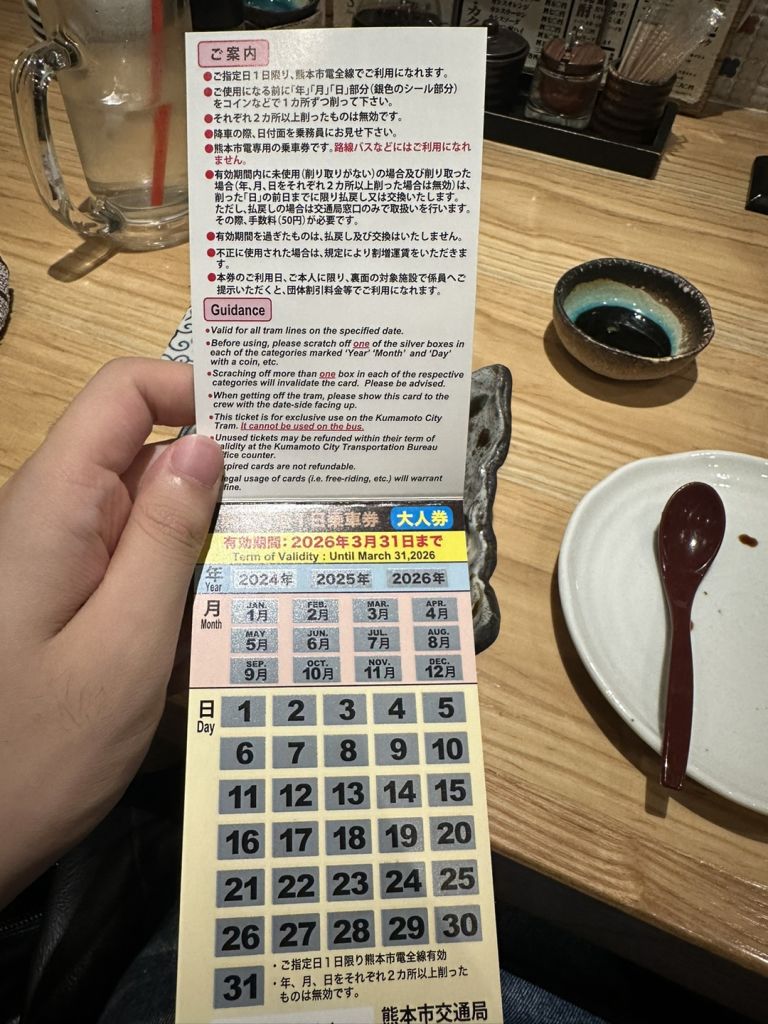 ご案内
●ご指定日1日限り、熊本市電全線でご利用になれます。
●ご使用になる前に「年」「月」「日」部分(銀色のシール部分)
をコインなどで1カ所ずつ削って下さい。
●それぞれ2カ所以上削ったものは無効です。
●降車の際、日付面を乗務員にお見せ下さい。
●熊本市電専用の乗車券です。路線バスなどにはご利用になれ
ません。
●有効期間内に未使用(削り取りがない)の場合及び削り取った
場合(年、月、日をそれぞれ2カ所以上削った場合は無効)は、
削った「日」の前日までに限り払戻し又は交換いたします。
ただし、払戻しの場合は交通局窓口のみで取扱いを行います。
その際、手数料(50円)が必要です。
●有効期間を過ぎたものは、払戻し及び交換はいたしません。
●不正に使用された場合は、規定により割増運賃をいただきま
す。
●本券のご利用日、ご本人に限り、裏面の対象施設で係員へご
提示いただくと、団体割引料金等でご利用になれます。
Guidance
●Valid for all tram lines on the specified date.
●Before using, please scratch off one of the silver boxes in
each of the categories marked 'Year' 'Month' and 'Day'
with a coin, etc.
●Scraching off more than one box in each of the respective
categories will invalidate the card. Please be advised.
●When getting off the tram, please show this card to the
crew with the date-side facing up.
●This ticket is for exclusive use on the Kumamoto City
Tram. It cannot be used on the bus.
Unused tickets may be refunded within their term of
alidity at the Kumamoto City Transportation Bureau
ffice counter.
xpired cards are not refundable.
legal usage of cards (i.e. free-riding, etc.) will warrant
fine.
日乗車券 大人券
有効期間:2026年3月31日まで
Term of Validity : Until March 31,2026
年 Year 2024年 2025年 2026年
月 Month
JAN. 1月 FEB. 2月 MAR. 3月 APR. 4月
MAY 5月 JUN. 6月 JUL. 7月 AUG. 8月
SEP. 9月 OCT. 10月 NOV. 11月 DEC. 12月
日 Day
1 2 3 4 5
6 7 8 9 10
11 12 13 14 15
16 17 18 19 20
21 22 23 24 25
26 27 28 29 30
31
・ご指定日1日限り熊本市電全線有効
・年、月、日をそれぞれ2カ所以上削った
ものは無効です。
熊本市交通局